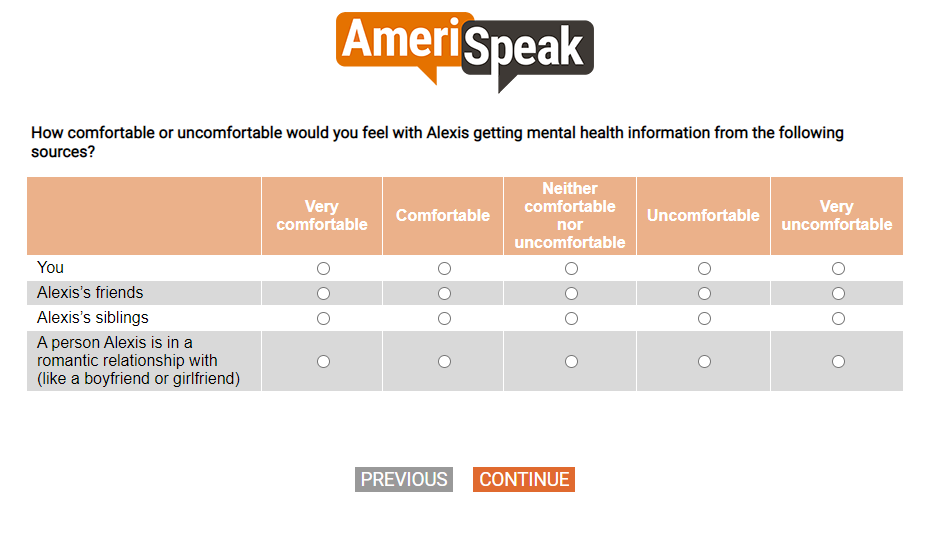 AmeriSpeak
How comfortable or uncomfortable would you feel with Alexis getting mental health information from the following
sources?
Very
comfortable
Comfortable
Neither
comfortable
nor
uncomfortable
Uncomfortable
Very
uncomfortable
You
Alexis’s friends
Alexis’s siblings
A person Alexis is in a
romantic relationship with
(like a boyfriend or girlfriend)
PREVIOUS
CONTINUE